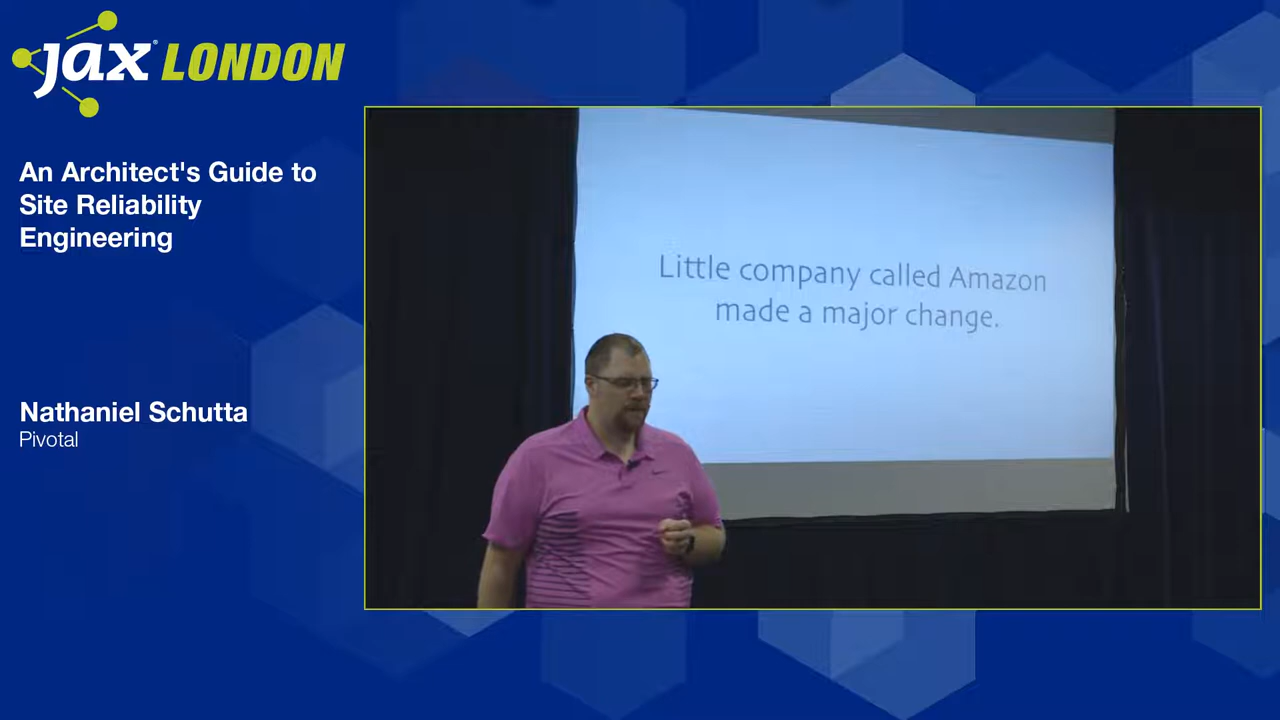 jax LONDON
An Architect's Guide to
Site Reliability
Engineering
Nathaniel Schutta
Pivotal
Little company called Amazon
made a major change.